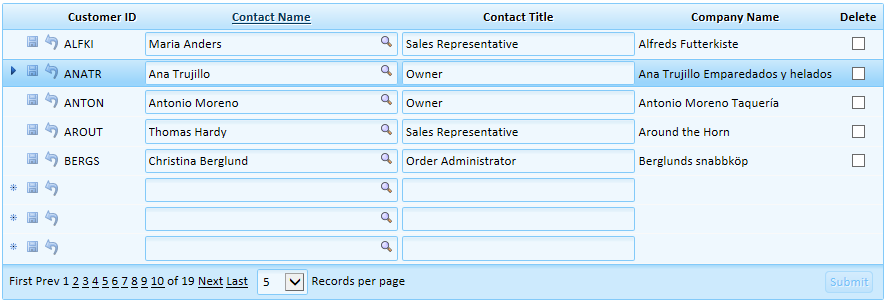 Customer ID Contact Name Contact Title Company Name Delete
ALFKI Maria Anders Sales Representative Alfreds Futterkiste
ANATR Ana Trujillo Owner Ana Trujillo Emparedados y helados
ANTON Antonio Moreno Owner Antonio Moreno Taquería
AROUT Thomas Hardy Sales Representative Around the Horn
BERGS Christina Berglund Order Administrator Berglunds snabbköp
First Prev 1 2 3 4 5 6 7 8 9 10 of 19 Next Last 5 Records per page Submit